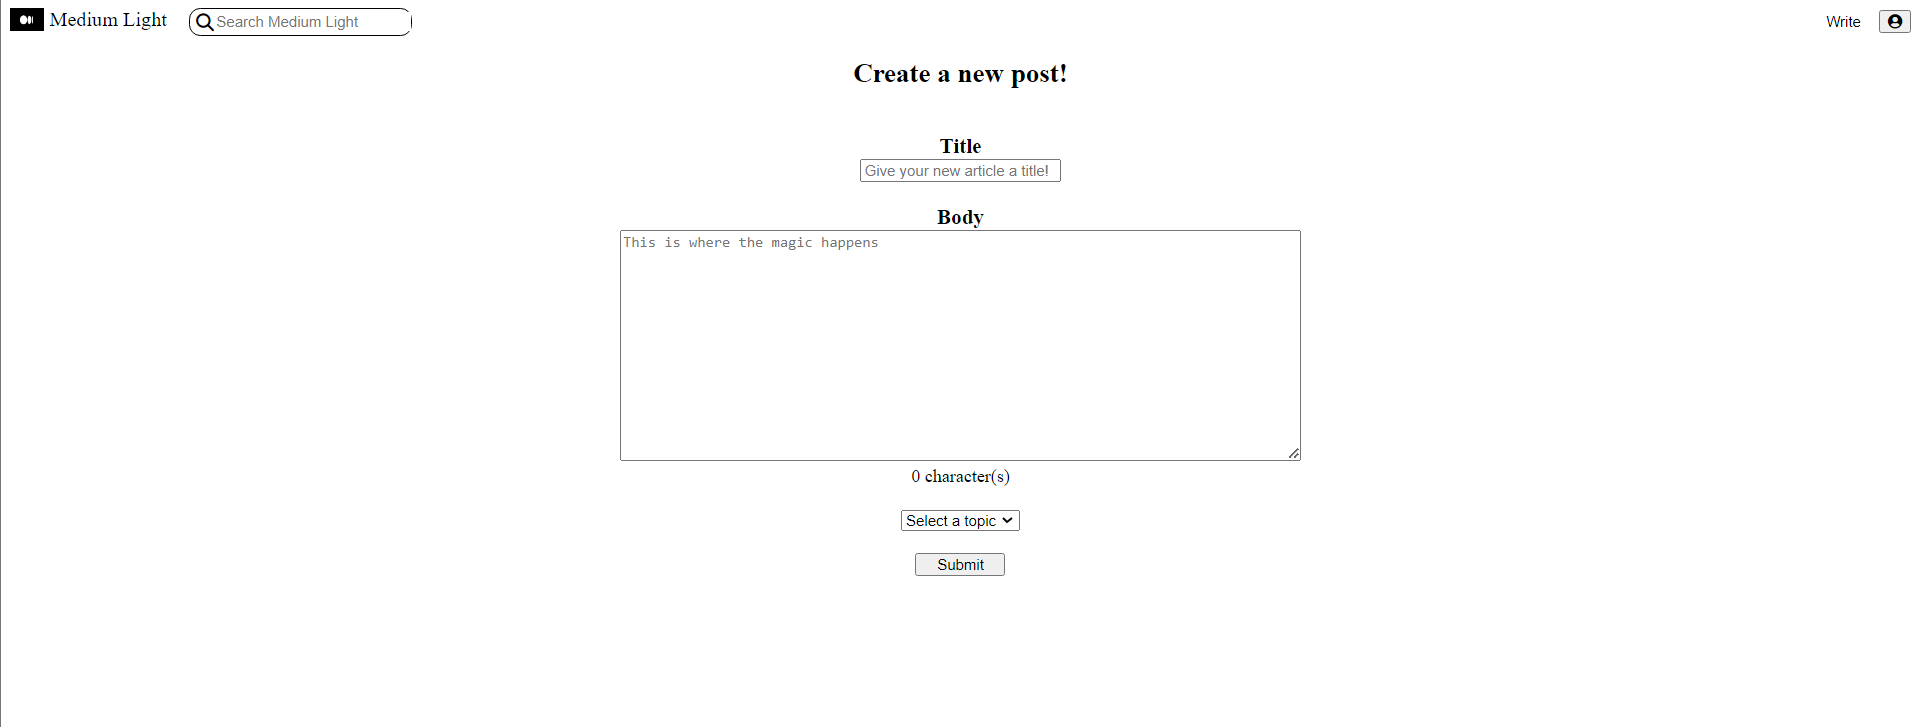 Medium Light Search Medium Light Write
Create a new post!
Title
Give your new article a title!
Body
This is where the magic happens
0 character(s)
Select a topic
Submit